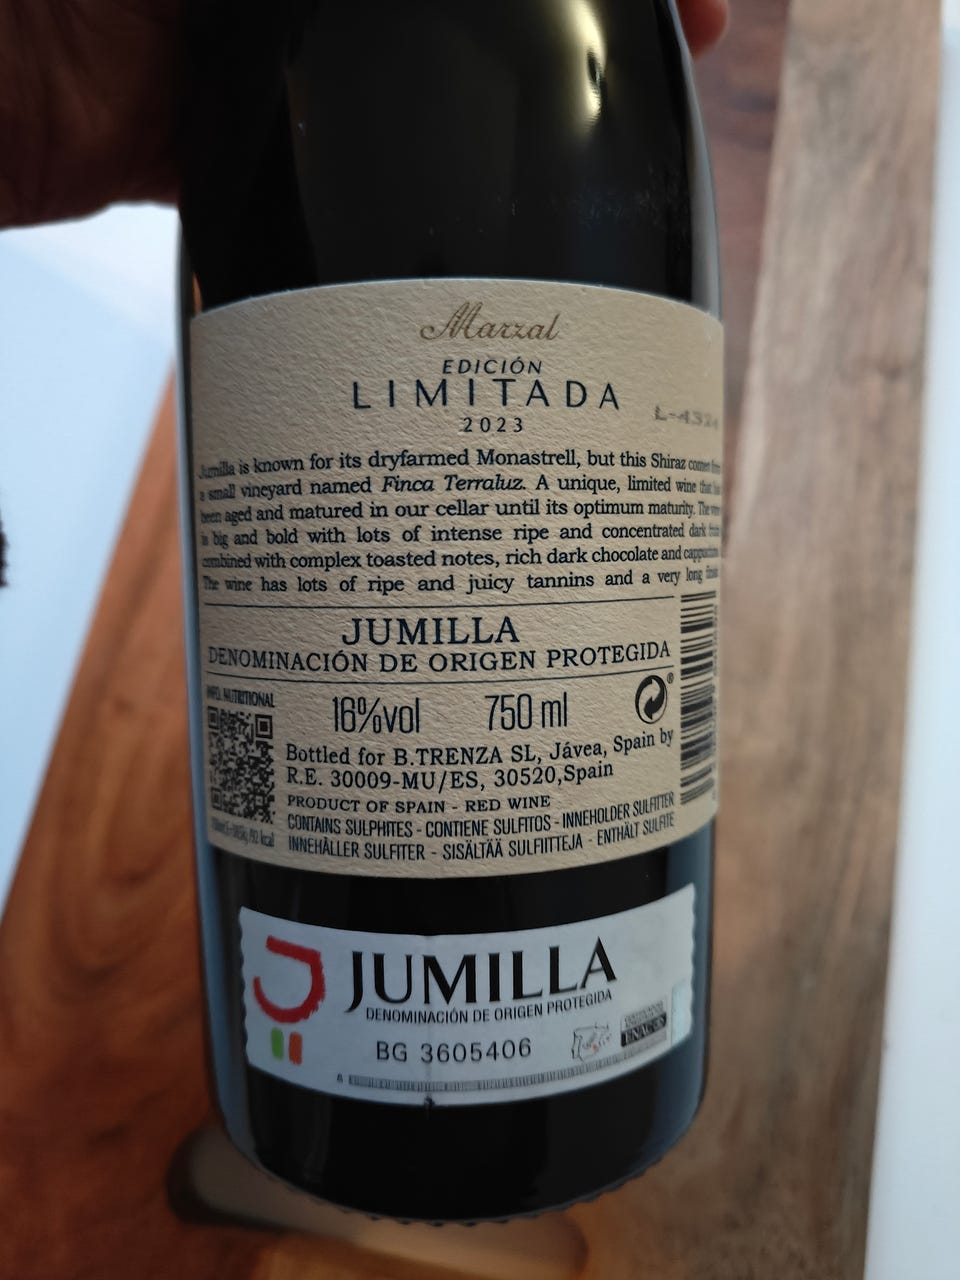 Marzal
EDICIÓN
LIMITADA
2023
Jumilla is known for its dryfarmed Monastrell, but this Shiraz comes
a small vineyard named Finca Terraluz. A unique, limited wine that
been aged and matured in our cellar until its optimum maturity. The
is big and bold with lots of intense ripe and concentrated dark
combined with complex toasted notes, rich dark chocolate and
The wine has lots of ripe and juicy tannins and a very long
JUMILLA
DENOMINACIÓN DE ORIGEN PROTEGIDA
INFO. NUTRITIONAL
16%vol 750 ml
Bottled for B.TRENZA SL, Jávea, Spain by
R.E. 30009-MU/ES, 30520,Spain
PRODUCT OF SPAIN - RED WINE
CONTAINS SULPHITES - CONTIENE SULFITOS - INNEHOLDER SULFITTER
INNEHÅLLER SULFITER - SISÄLTÄÄ SULFIITTEJA - ENTHÄLT SULFITE
JUMILLA
DENOMINACIÓN DE ORIGEN PROTEGIDA
BG 3605406
ENAC